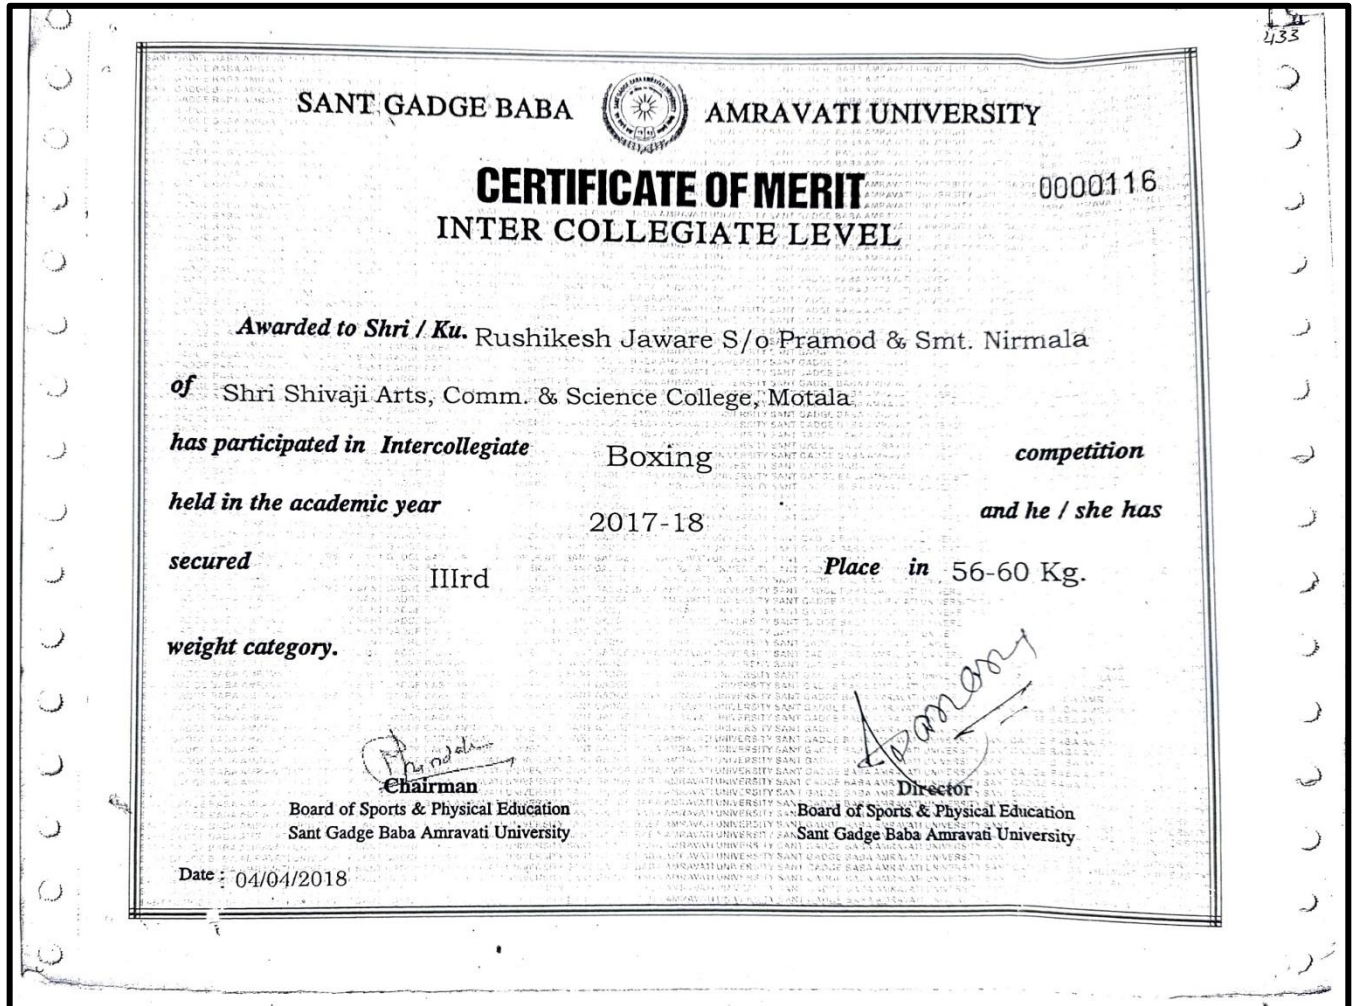 433
SANT GADGE BABA AMRAVATI UNIVERSITY
CERTIFICATE OF MERIT
0000116
INTER COLLEGIATE LEVEL
Awarded to Shri / Ku. Rushikesh Jaware S/o Pramod & Smt. Nirmala
of Shri Shivaji Arts, Comm. & Science College, Motala
has participated in Intercollegiate Boxing competition
held in the academic year 2017-18 and he / she has
secured IIIrd Place in 56-60 Kg.
weight category.
Chairman
Board of Sports & Physical Education
Sant Gadge Baba Amravati University
Director
Board of Sports & Physical Education
Sant Gadge Baba Amravati University
Date : 04/04/2018